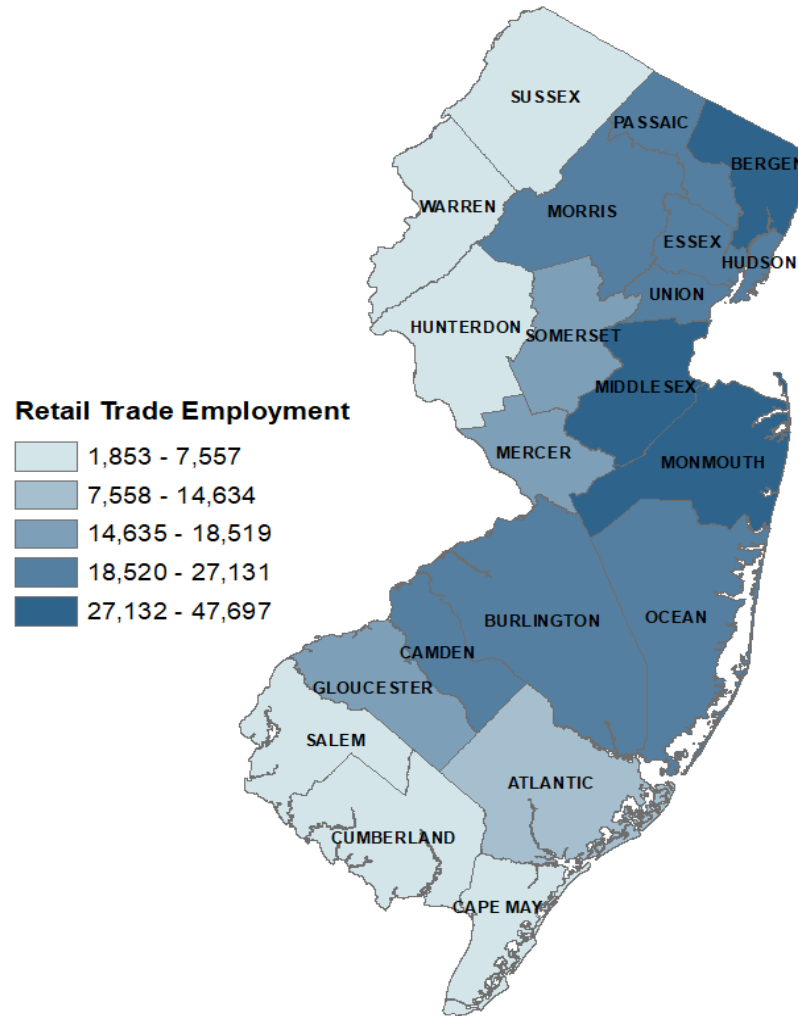 SUSSEX
PASSAIC
BERGEN
WARREN
MORRIS
ESSEX
HUDSON
UNION
HUNTERDON
SOMERSET
MIDDLESEX
Retail Trade Employment
1,853 - 7,557
7,558 - 14,634
14,635 - 18,519
18,520 - 27,131
27,132 - 47,697
MERCER
MONMOUTH
OCEAN
BURLINGTON
CAMDEN
GLOUCESTER
SALEM
ATLANTIC
CUMBERLAND
CAPE MAY